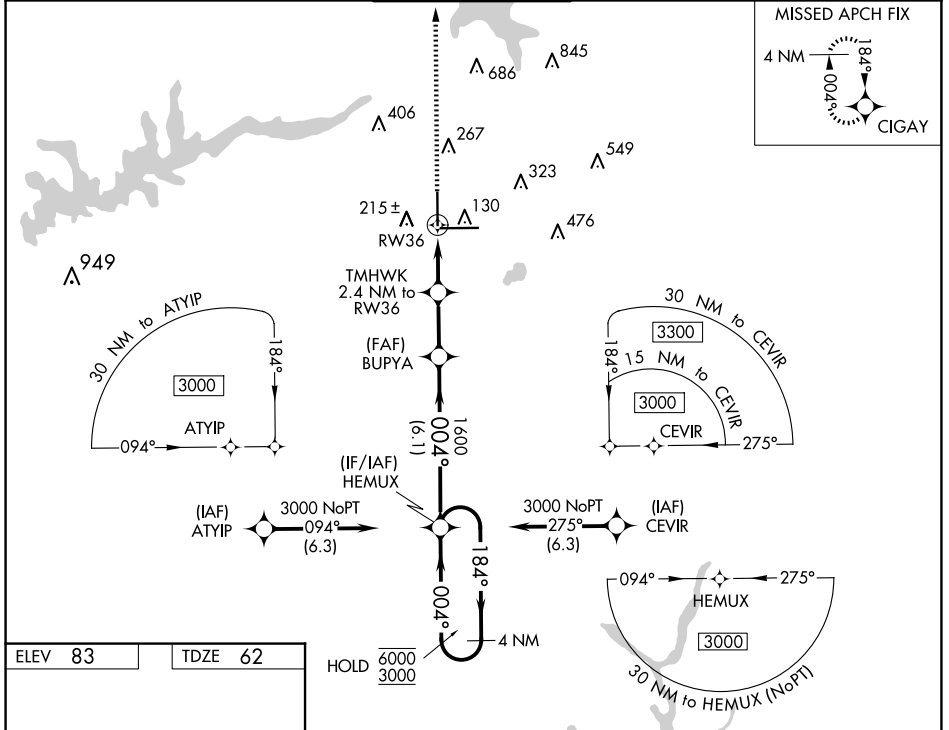 MISSED APCH FIX
4 NM
184°
004°
CIGAY
845
686
406
267
549
323
215 ±
130
476
RW36
949
TMHWK
2.4 NM to
RW36
(FAF)
BUPYA
30 NM to ATYIP
184°
3000
ATYIP
094°
30 NM to CEVIR
3300
184°
15 NM to CEVIR
3000
CEVIR
275°
1600
004°
(6.1)
(IF/IAF)
HEMUX
(IAF)
ATYIP
3000 NoPT
094°
(6.3)
3000 NoPT
275°
(6.3)
(IAF)
CEVIR
184°
004°
4 NM
HOLD
6000
3000
094°
275°
HEMUX
3000
30 NM to HEMUX (NoPT)
ELEV 83
TDZE 62